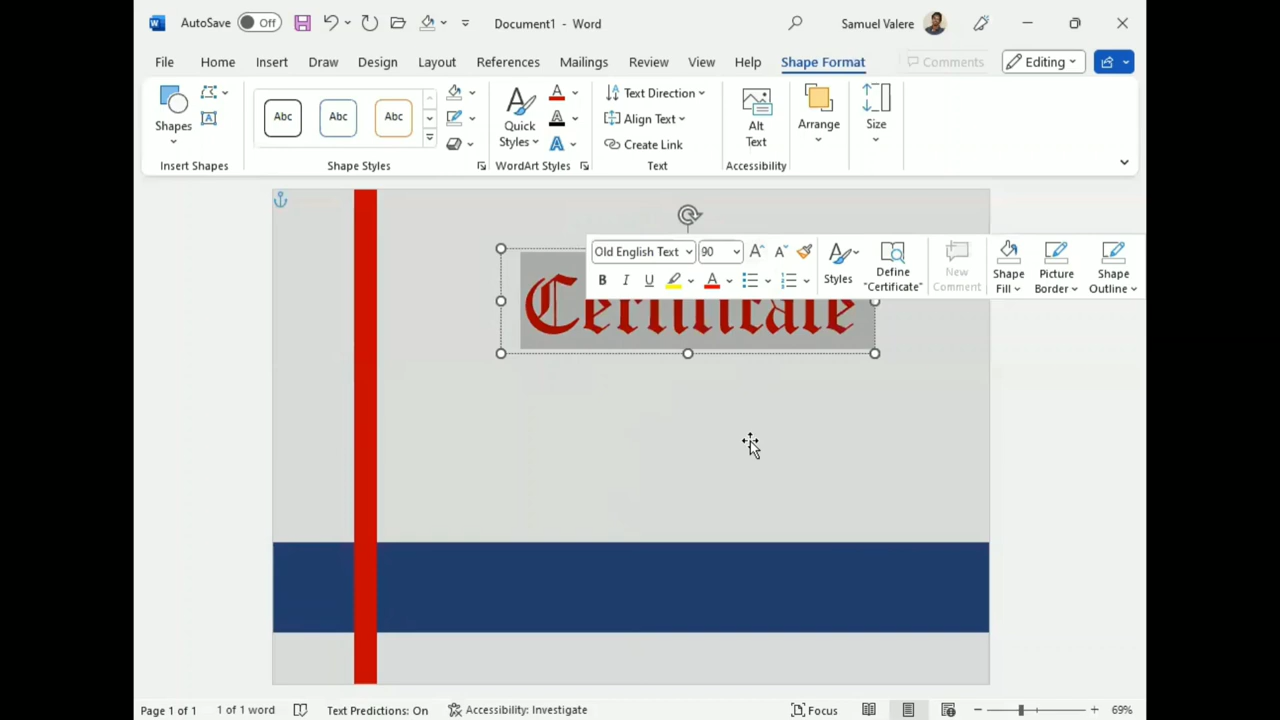 AutoSave Off Document1 - Word Samuel Valere
File Home Insert Draw Design Layout References Mailings Review View Help Shape Format Comments Editing
Shapes
Insert Shapes
Abc Abc Abc
Shape Styles
Quick
Styles
A
A
A
WordArt Styles
Text Direction
Align Text
Create Link
Text
Alt
Text
Accessibility
Arrange
Size
Old English Text 90 A A
B I U A
Styles
Define
"Certificate"
New
Comment
Shape
Fill
Picture
Border
Shape
Outline
Certificate
Page 1 of 1 1 of 1 word Text Predictions: On Accessibility: Investigate Focus 69%